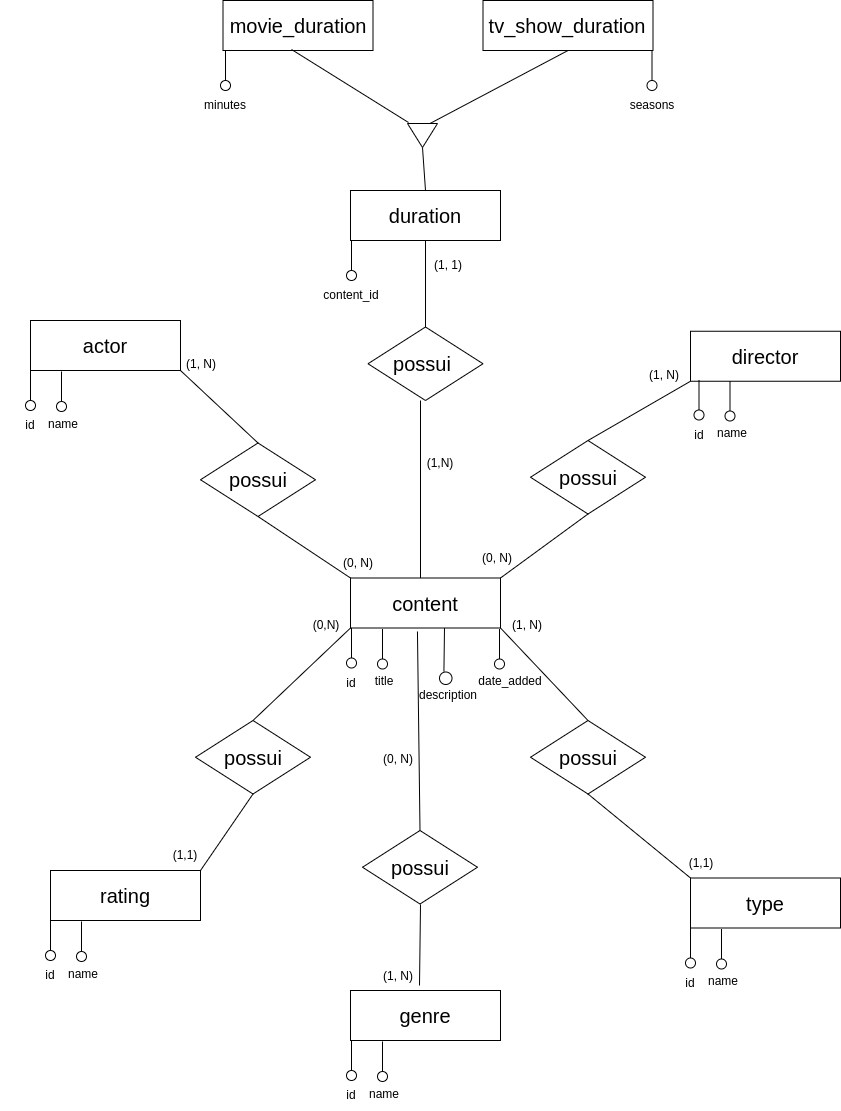 movie_duration
tv_show_duration
minutes
seasons
duration
(1, 1)
content_id
actor
(1, N)
id
name
possui
director
(1, N)
id
name
possui
possui
(1,N)
(0, N)
(0, N)
content
(0,N)
(1, N)
id
title
description
date_added
possui
(0, N)
possui
(1,1)
(1,1)
possui
rating
id
name
type
id
name
(1, N)
genre
id
name